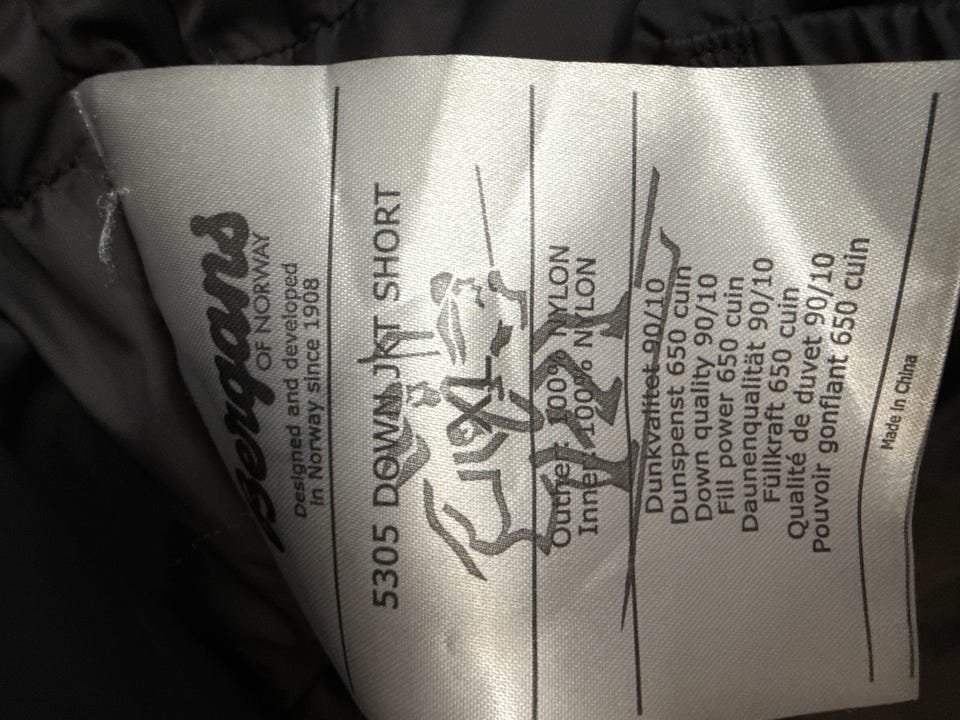 Bergans
OF NORWAY
Designed and developed
in Norway since 1908
5305 DOWN JKT SHORT
XL
Outher: 100% NYLON
Inner: 100% NYLON
Dunkvalitet 90/10
Dunspenst 650 cuin
Down quality 90/10
Fill power 650 cuin
Daunenqualität 90/10
Füllkraft 650 cuin
Qualité de duvet 90/10
Pouvoir gonflant 650 cuin
Made in China